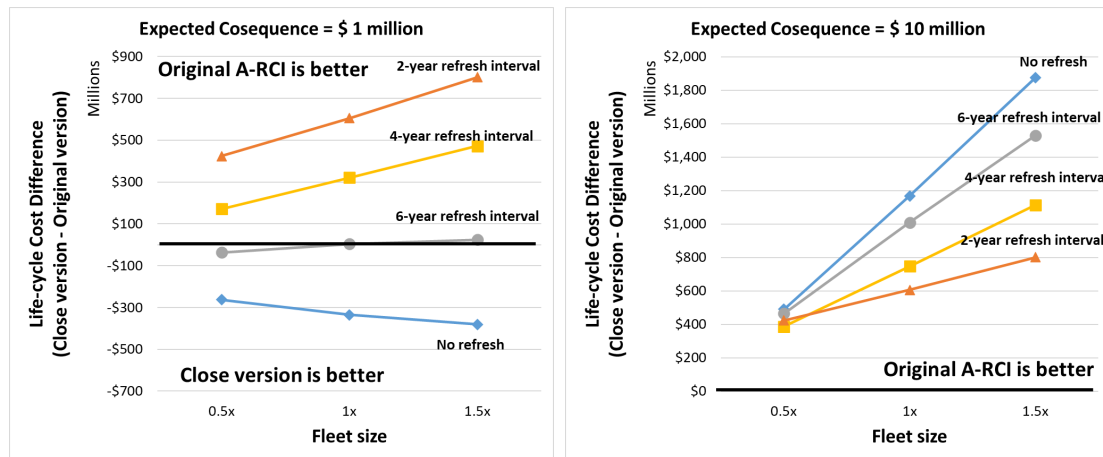 Expected Cosequence = $ 1 million
Life-cycle Cost Difference
(Close version - Original version)
Millions
$900
$700
$500
$300
$100
-$100
-$300
-$500
-$700
Original A-RCI is better
2-year refresh interval
4-year refresh interval
6-year refresh interval
No refresh
Close version is better
0.5x
1x
1.5x
Fleet size
Expected Cosequence = $ 10 million
Life-cycle Cost Difference
(Close version - Original version)
Millions
$2,000
$1,800
$1,600
$1,400
$1,200
$1,000
$800
$600
$400
$200
$0
No refresh
6-year refresh interval
4-year refresh interval
2-year refresh interval
Original A-RCI is better
0.5x
1x
1.5x
Fleet size